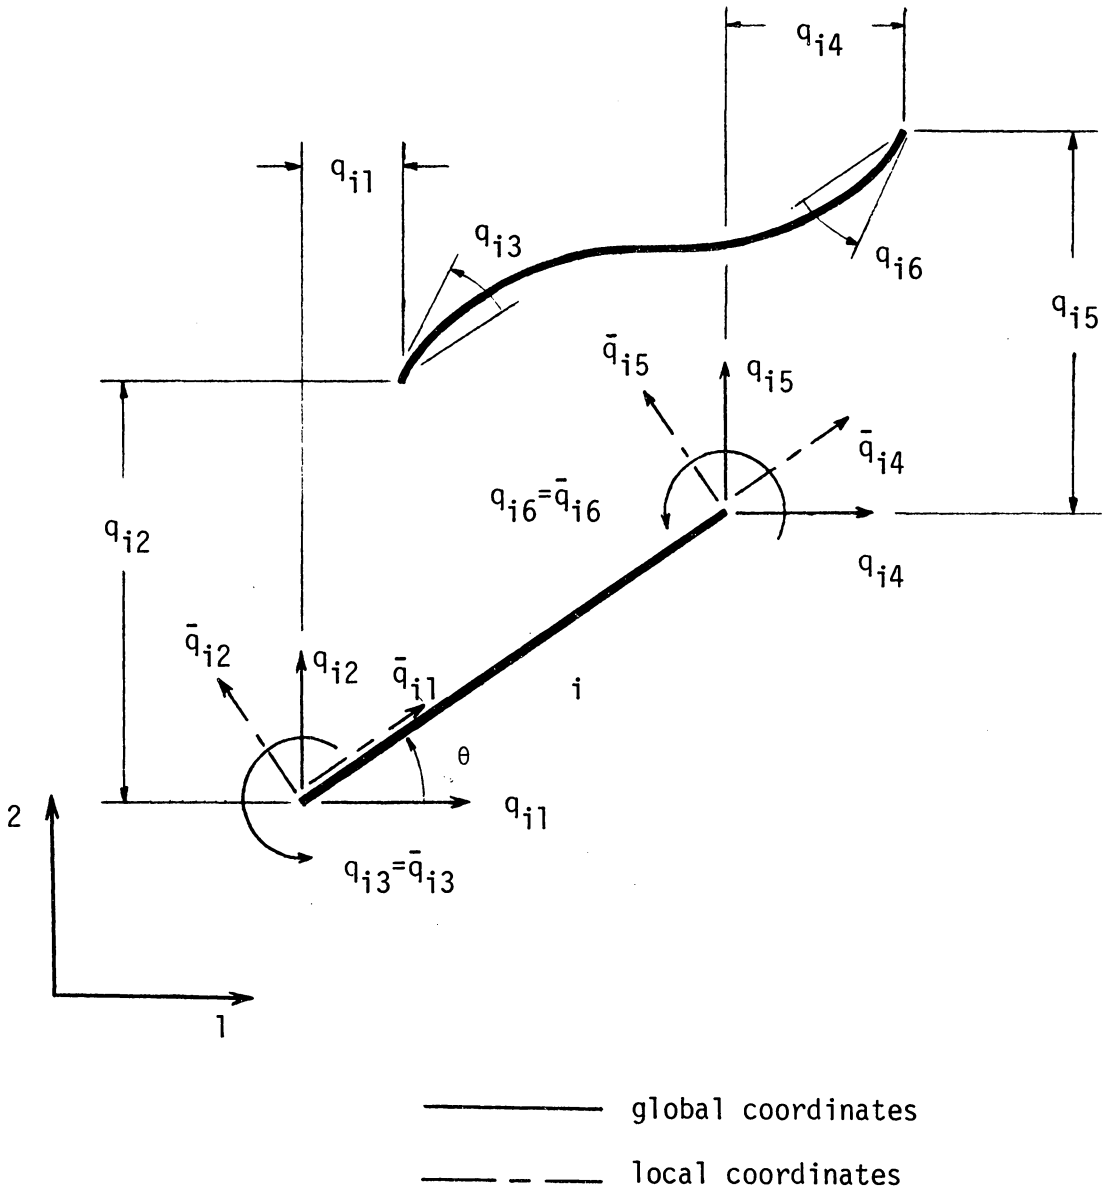 q_i4
q_i1
q_i3
q_i6
q_i5
q̄_i5
q_i5
q̄_i4
q_i6=q̄_i6
q_i2
q_i4
q̄_i2
q_i2
q̄_i1
i
θ
2
q_i1
q_i3=q̄_i3
1
global coordinates
local coordinates